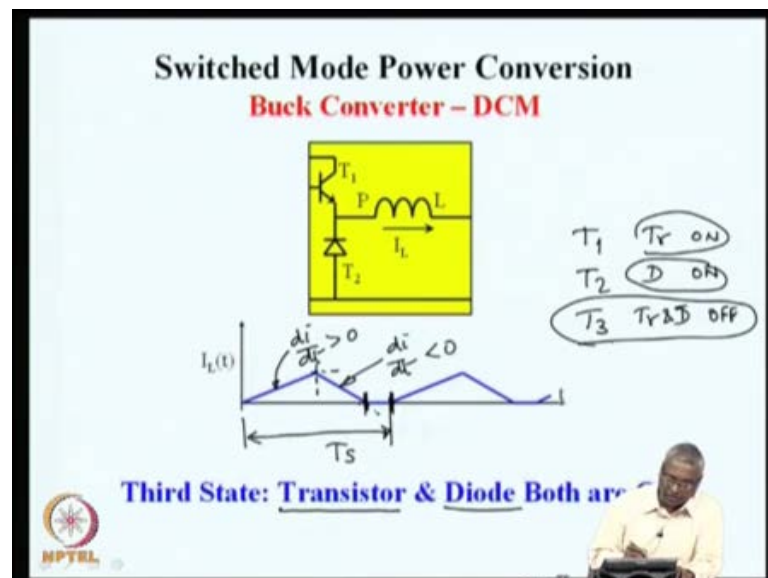 Switched Mode Power Conversion
Buck Converter – DCM
T1
P L
IL
T2
T1 Tr ON
T2 D ON
T3 Tr & D OFF
IL(t)
di/dt > 0
di/dt < 0
t
TS
Third State: Transistor & Diode Both are
NPTEL